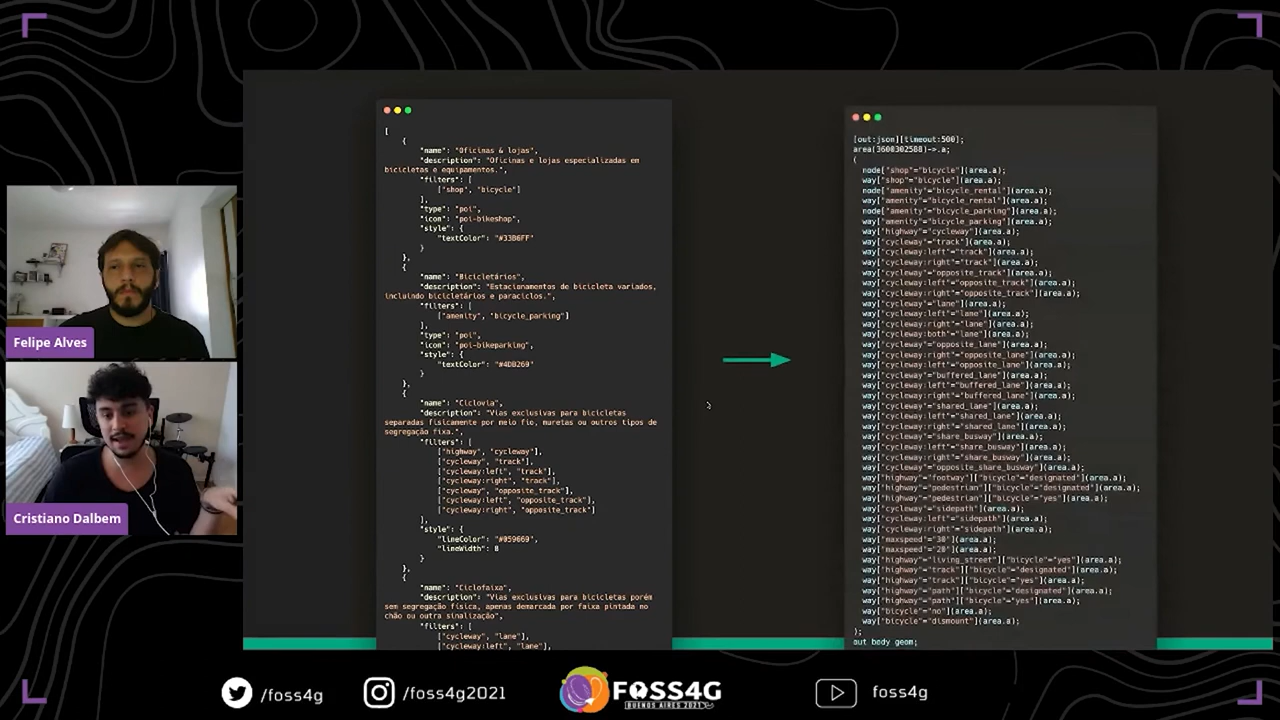 [
{
"name": "Oficinas & lojas",
"description": "Oficinas e lojas especializadas em
bicicletas e equipamentos.",
"filters": [
["shop", "bicycle"]
],
"type": "poi",
"icon": "poi-bikeshop",
"style": {
"textColor": "#33B6FF"
}
},
{
"name": "Bicicletários",
"description": "Estacionamentos de bicicleta variados,
incluindo bicicletários e paraciclos.",
"filters": [
["amenity", "bicycle_parking"]
],
"type": "poi",
"icon": "poi-bikeparking",
"style": {
"textColor": "#4DB269"
}
},
{
"name": "Ciclovia",
"description": "Vias exclusivas para bicicletas
separadas fisicamente por meio fio, muretas ou outros tipos de
segregação fixa.",
"filters": [
["highway", "cycleway"],
["cycleway", "track"],
["cycleway:left", "track"],
["cycleway:right", "track"],
["cycleway", "opposite_track"],
["cycleway:left", "opposite_track"],
["cycleway:right", "opposite_track"]
],
"style": {
"lineColor": "#059669",
"lineWidth": 8
}
},
{
"name": "Ciclofaixa",
"description": "Vias exclusivas para bicicletas porém
sem segregação física, apenas demarcada por faixa pintada no
chão ou outra sinalização",
"filters": [
["cycleway", "lane"],
["cycleway:left", "lane"],
[out:json][timeout:500];
area(3600302588)->.a;
(
node["shop"="bicycle"](area.a);
way["shop"="bicycle"](area.a);
node["amenity"="bicycle_rental"](area.a);
way["amenity"="bicycle_rental"](area.a);
node["amenity"="bicycle_parking"](area.a);
way["amenity"="bicycle_parking"](area.a);
way["highway"="cycleway"](area.a);
way["cycleway"="track"](area.a);
way["cycleway:left"="track"](area.a);
way["cycleway:right"="track"](area.a);
way["cycleway"="opposite_track"](area.a);
way["cycleway:left"="opposite_track"](area.a);
way["cycleway:right"="opposite_track"](area.a);
way["cycleway"="lane"](area.a);
way["cycleway:left"="lane"](area.a);
way["cycleway:right"="lane"](area.a);
way["cycleway:both"="lane"](area.a);
way["cycleway"="opposite_lane"](area.a);
way["cycleway:right"="opposite_lane"](area.a);
way["cycleway:left"="opposite_lane"](area.a);
way["cycleway"="buffered_lane"](area.a);
way["cycleway:left"="buffered_lane"](area.a);
way["cycleway:right"="buffered_lane"](area.a);
way["cycleway"="shared_lane"](area.a);
way["cycleway:left"="shared_lane"](area.a);
way["cycleway:right"="shared_lane"](area.a);
way["cycleway"="share_busway"](area.a);
way["cycleway:left"="share_busway"](area.a);
way["cycleway:right"="share_busway"](area.a);
way["cycleway"="opposite_share_busway"](area.a);
way["highway"="footway"]["bicycle"="designated"](area.a);
way["highway"="pedestrian"]["bicycle"="designated"](area.a);
way["highway"="pedestrian"]["bicycle"="yes"](area.a);
way["cycleway"="sidepath"](area.a);
way["cycleway:left"="sidepath"](area.a);
way["cycleway:right"="sidepath"](area.a);
way["maxspeed"="30"](area.a);
way["maxspeed"="20"](area.a);
way["highway"="living_street"]["bicycle"="yes"](area.a);
way["highway"="track"]["bicycle"="designated"](area.a);
way["highway"="track"]["bicycle"="yes"](area.a);
way["highway"="path"]["bicycle"="designated"](area.a);
way["highway"="path"]["bicycle"="yes"](area.a);
way["bicycle"="no"](area.a);
way["bicycle"="dismount"](area.a);
);
out body geom;
Felipe Alves
Cristiano Dalbem
/foss4g
/foss4g2021
FOSS4G
BUENOS AIRES 2021
foss4g